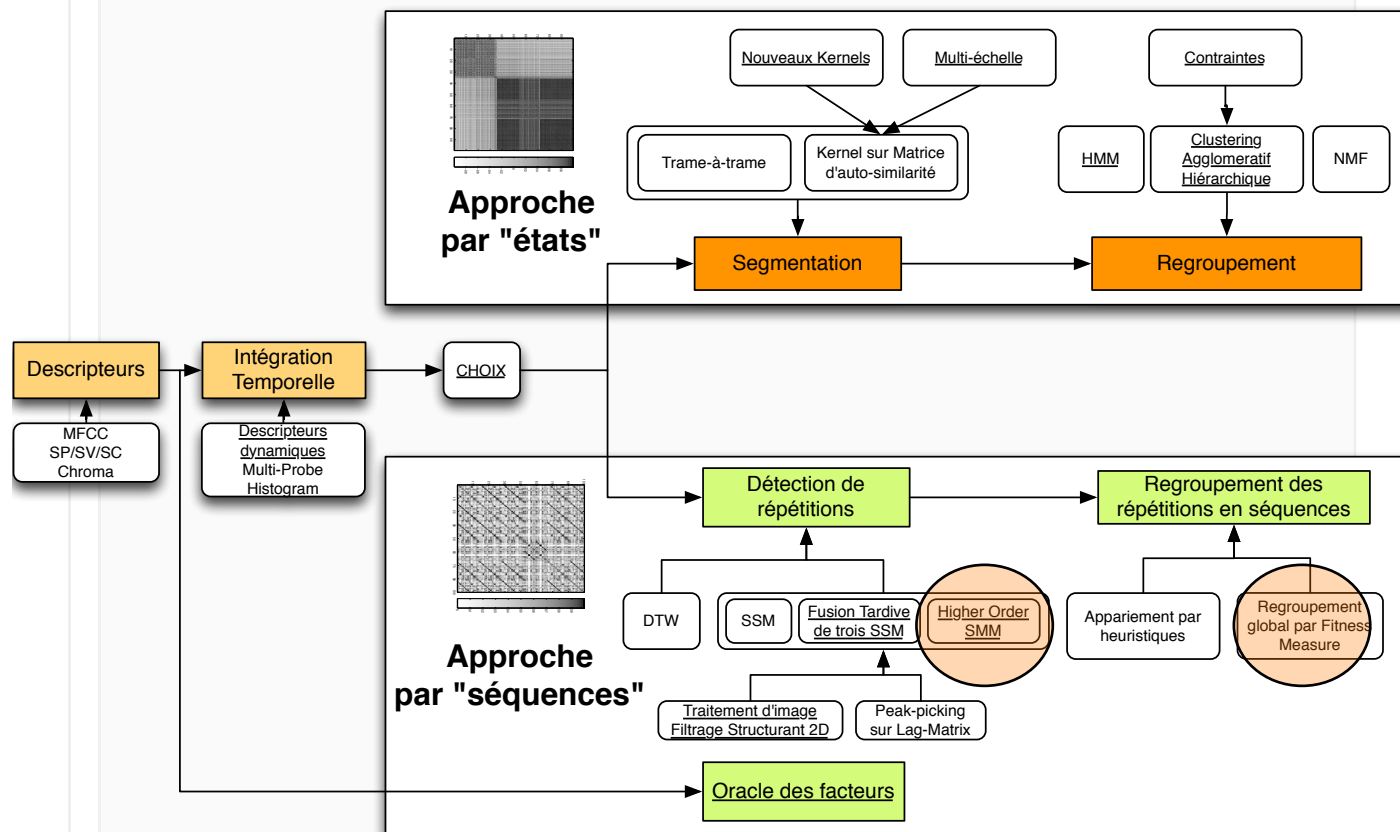 Nouveaux Kernels
Multi-échelle
Contraintes
Trame-à-trame
Kernel sur Matrice
d'auto-similarité
HMM
Clustering
Agglomeratif
Hiérarchique
NMF
Approche
par "états"
Segmentation
Regroupement
Descripteurs
Intégration
Temporelle
CHOIX
MFCC
SP/SV/SC
Chroma
Descripteurs
dynamiques
Multi-Probe
Histogram
Détection de
répétitions
Regroupement des
répétitions en séquences
DTW
SSM
Fusion Tardive
de trois SSM
Higher Order
SMM
Appariement par
heuristiques
Regroupement
global par Fitness
Measure
Approche
par "séquences"
Traitement d'image
Filtrage Structurant 2D
Peak-picking
sur Lag-Matrix
Oracle des facteurs